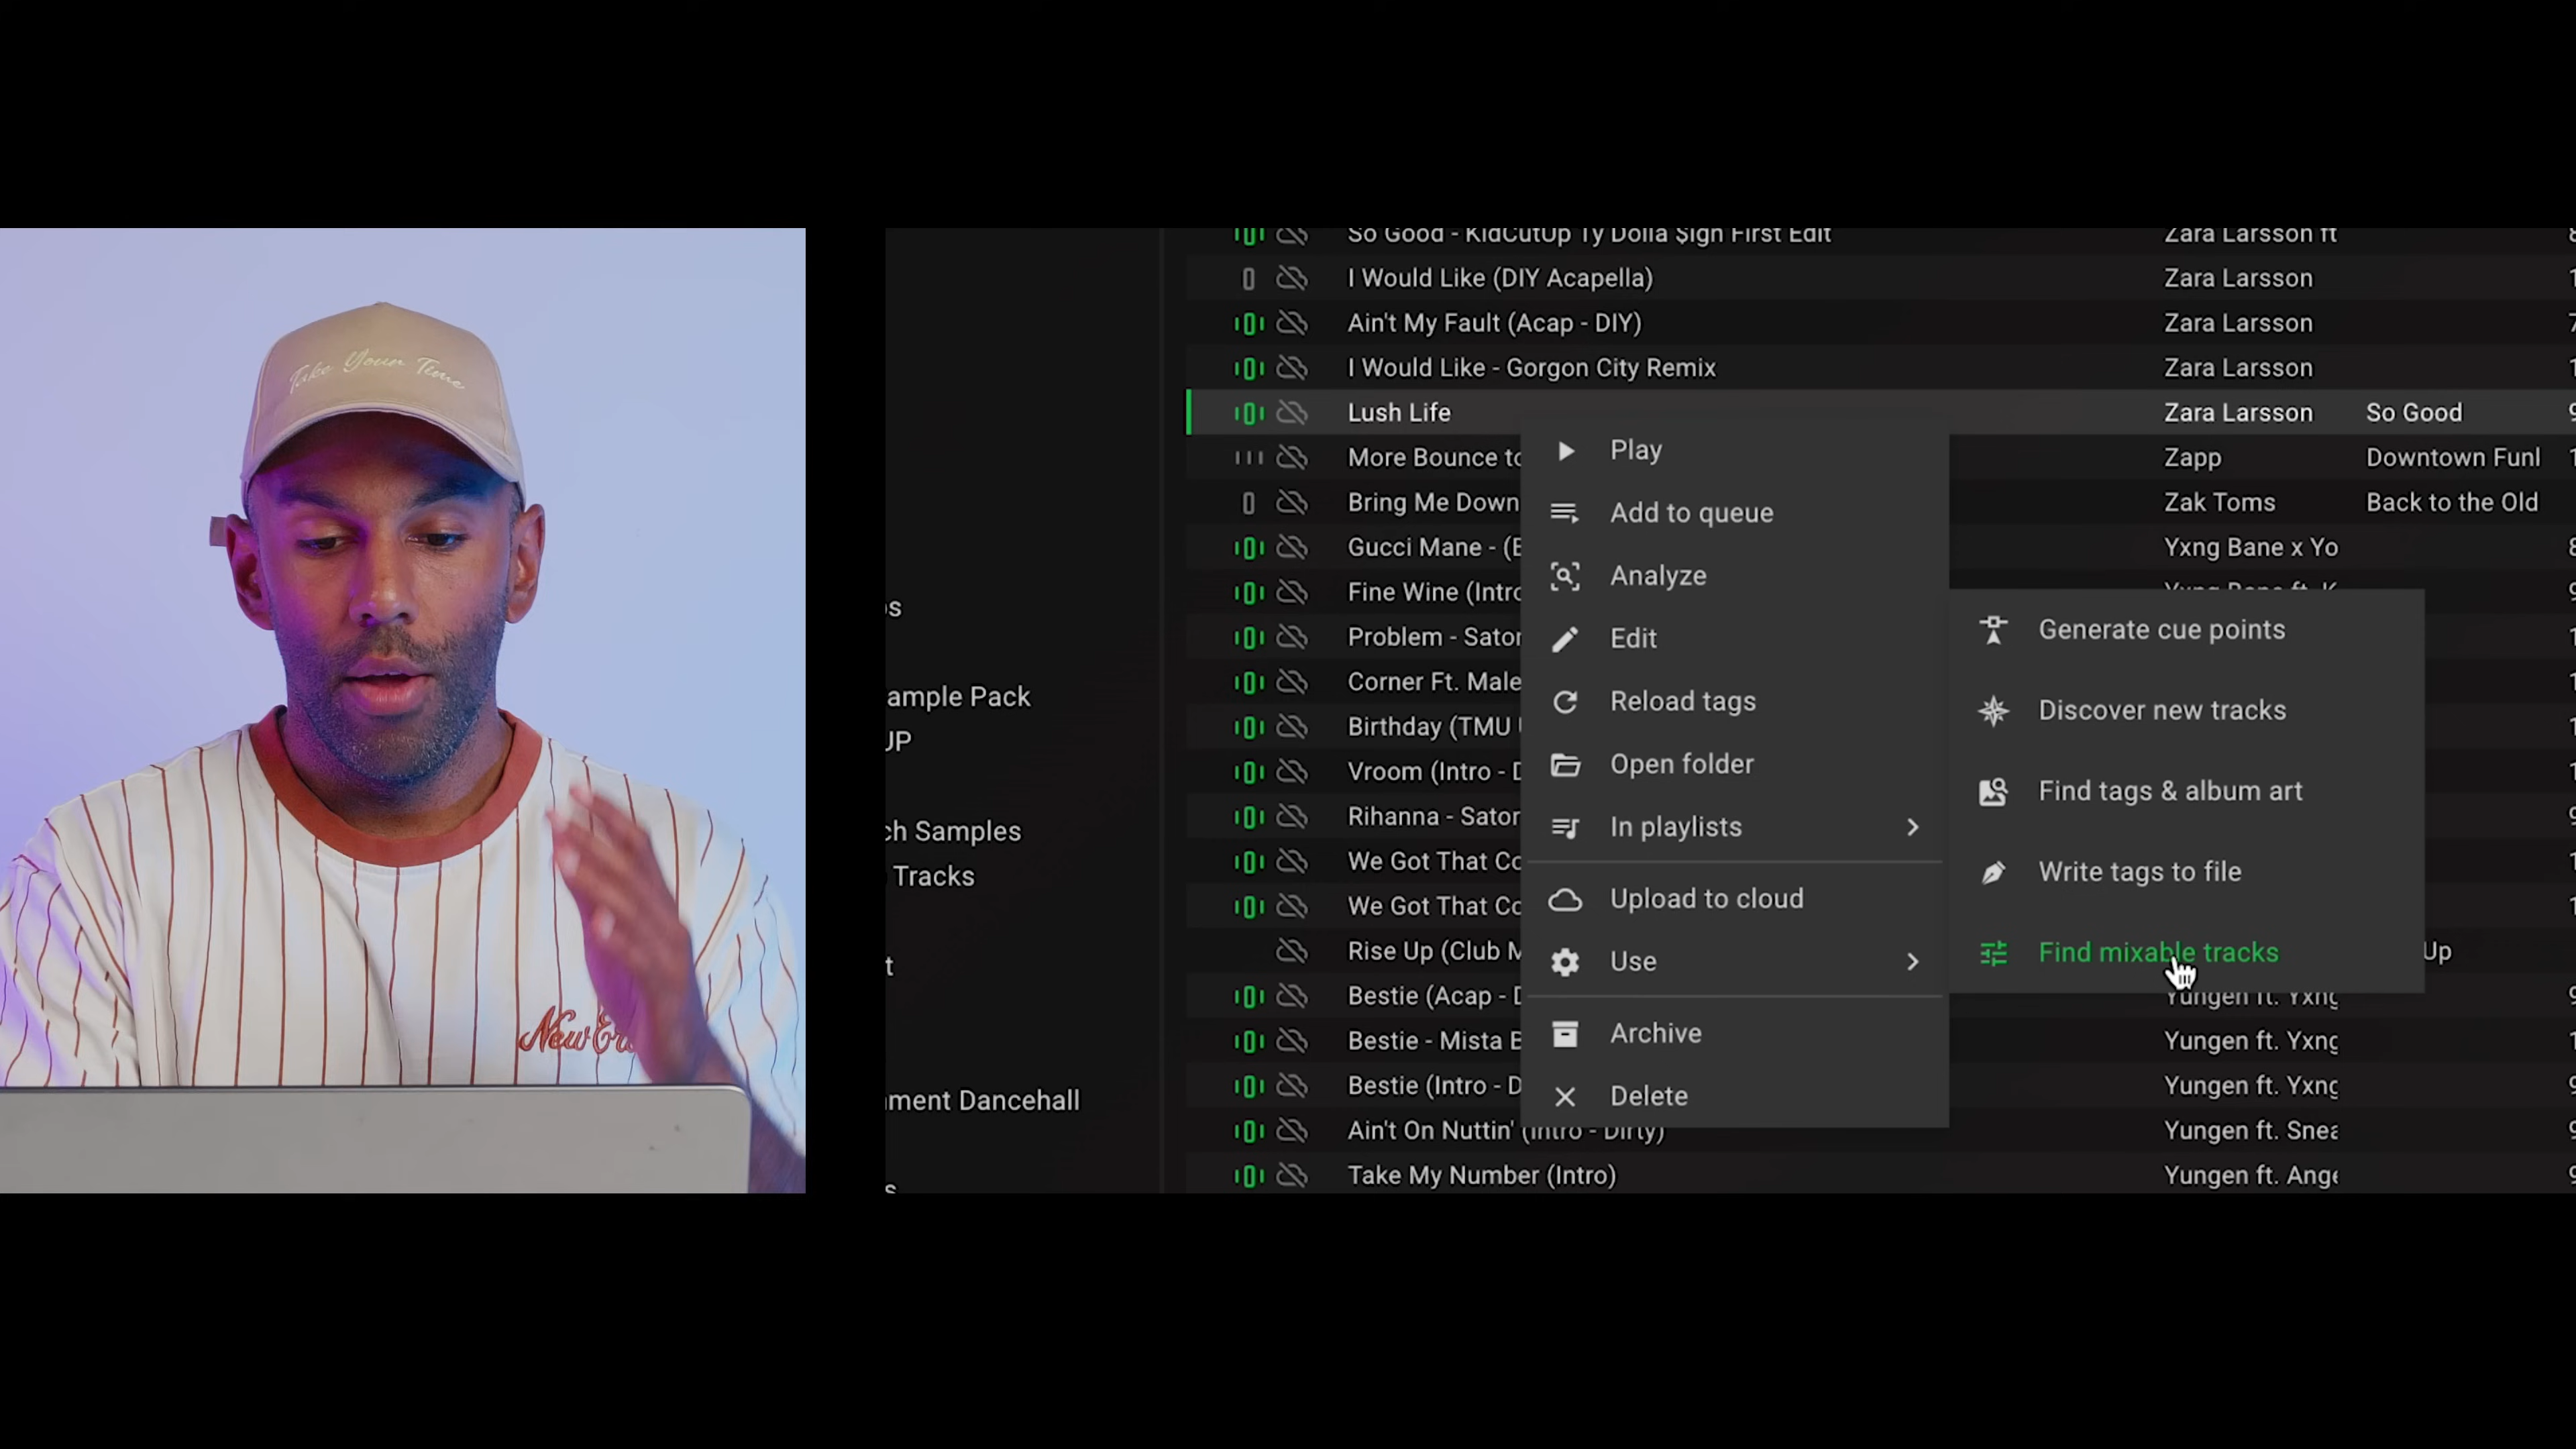 Take Your Time
New Era
So Good - KidCutUp Ty Dolla $ign First Edit Zara Larsson ft
I Would Like (DIY Acapella) Zara Larsson
Ain't My Fault (Acap - DIY) Zara Larsson
I Would Like - Gorgon City Remix Zara Larsson
Lush Life Zara Larsson So Good
More Bounce to Zapp Downtown Funl
Bring Me Down Zak Toms Back to the Old
Gucci Mane - Yxng Bane x Yo
Fine Wine (Intro
Problem - Sator
Corner Ft. Male
Birthday (TMU
Vroom (Intro -
Rihanna - Sator
We Got That Co
We Got That Co
Rise Up (Club Up
Bestie (Acap - Yungen ft. Yxng
Bestie - Mista Yungen ft. Yxng
Bestie (Intro - Yungen ft. Yxng
Ain't On Nuttin' (Intro - Dirty) Yungen ft. Snea
Take My Number (Intro) Yungen ft. Ange
ample Pack
UP
ch Samples
Tracks
ment Dancehall
Play
Add to queue
Analyze
Edit
Reload tags
Open folder
In playlists
Upload to cloud
Use
Archive
Delete
Generate cue points
Discover new tracks
Find tags & album art
Write tags to file
Find mixable tracks